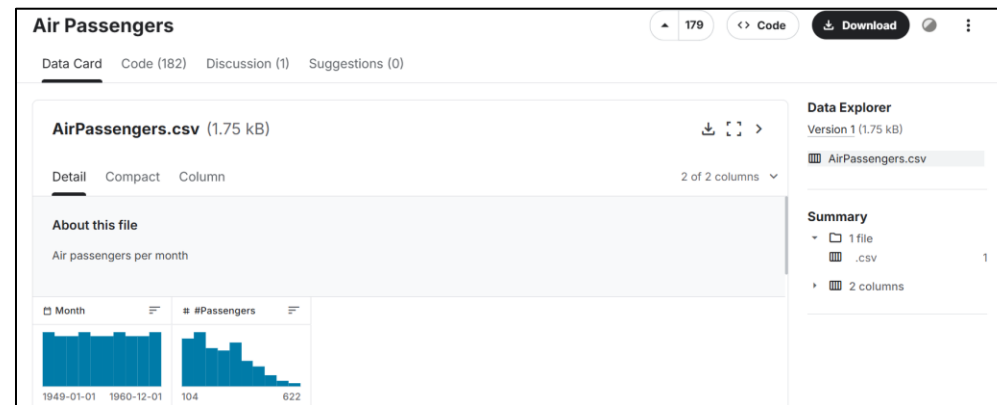 Air Passengers
179
<> Code
Download
Data Card Code (182) Discussion (1) Suggestions (0)
AirPassengers.csv (1.75 kB)
Detail Compact Column
2 of 2 columns
About this file
Air passengers per month
Month
# #Passengers
1949-01-01 1960-12-01
104 622
Data Explorer
Version 1 (1.75 kB)
AirPassengers.csv
Summary
1 file
.csv 1
2 columns